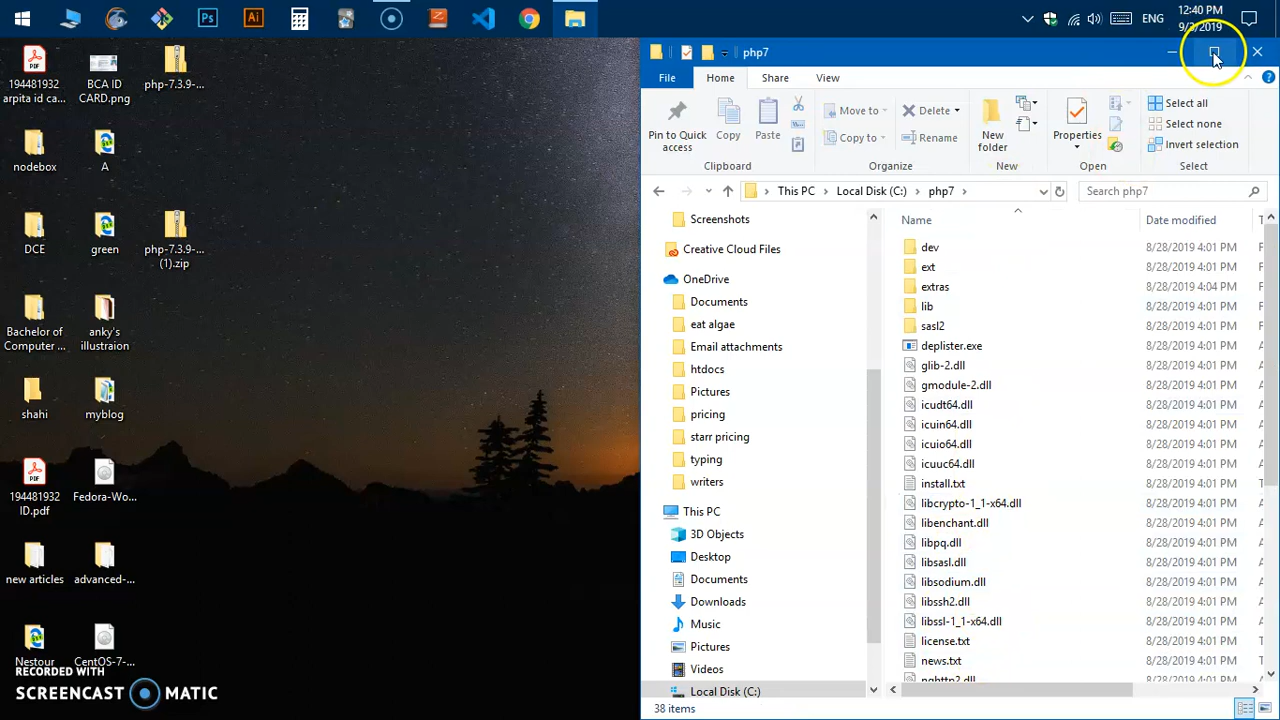 Ps
Ai
ENG
12:40 PM
9/
/2019
194481932
arpita id ca...
BCA ID
CARD.png
php-7.3.9-...
nodebox
A
DCE
green
php-7.3.9-...
(1).zip
Bachelor of
Computer ...
anky's
illustraion
shahi
myblog
194481932
ID.pdf
Fedora-Wo...
new articles
advanced-...
Nestour
CentOS-7-...
RECORDED WITH
SCREENCAST MATIC
php7
File
Home
Share
View
Pin to Quick
Access
Copy
Paste
Clipboard
Move to
Copy to
Delete
Rename
Organize
New
folder
New
Properties
Open
Select all
Select none
Invert selection
Select
This PC
Local Disk (C:)
php7
Search php7
Screenshots
Creative Cloud Files
OneDrive
Documents
eat algae
Email attachments
htdocs
Pictures
pricing
starr pricing
typing
writers
This PC
3D Objects
Desktop
Documents
Downloads
Music
Pictures
Videos
Local Disk (C:)
Name Date modified T
dev 8/28/2019 4:01 PM F
ext 8/28/2019 4:01 PM F
extras 8/28/2019 4:04 PM F
lib 8/28/2019 4:01 PM F
sasl2 8/28/2019 4:01 PM F
deplister.exe 8/28/2019 4:01 PM A
glib-2.dll 8/28/2019 4:01 PM A
gmodule-2.dll 8/28/2019 4:01 PM A
icudt64.dll 8/28/2019 4:01 PM A
icuin64.dll 8/28/2019 4:01 PM A
icuio64.dll 8/28/2019 4:01 PM A
icuuc64.dll 8/28/2019 4:01 PM A
install.txt 8/28/2019 4:01 PM T
libcrypto-1_1-x64.dll 8/28/2019 4:01 PM A
libenchant.dll 8/28/2019 4:01 PM A
libpq.dll 8/28/2019 4:01 PM A
libsasl.dll 8/28/2019 4:01 PM A
libsodium.dll 8/28/2019 4:01 PM A
libssh2.dll 8/28/2019 4:01 PM A
libssl-1_1-x64.dll 8/28/2019 4:01 PM A
license.txt 8/28/2019 4:01 PM T
news.txt 8/28/2019 4:01 PM T
nghttp2.dll 8/28/2019 4:01 PM A
38 items